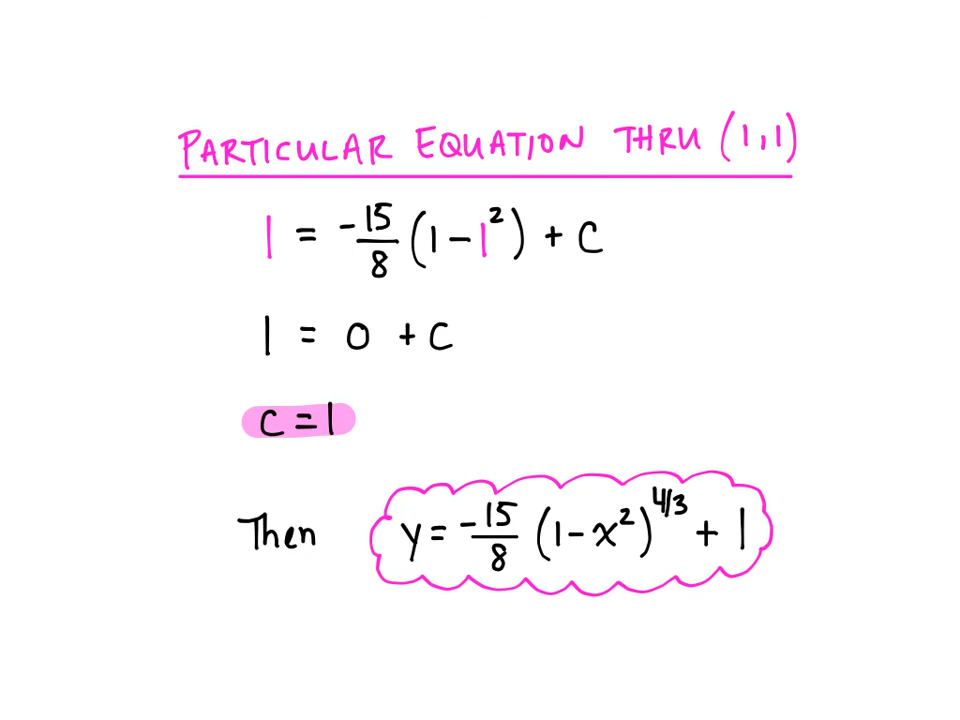 PARTICULAR EQUATION THRU (1,1)
1 = -15/8 (1-1²) + C
1 = 0 + C
C = 1
Then y = -15/8 (1-x²)^4/3 + 1